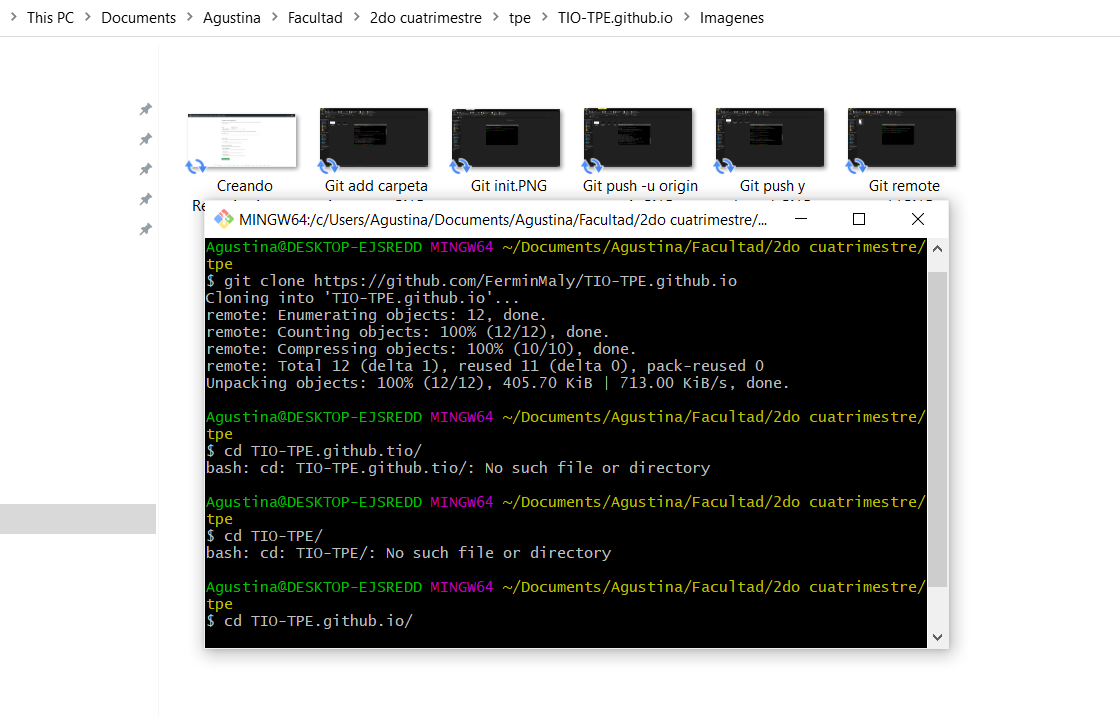 This PC > Documents > Agustina > Facultad > 2do cuatrimestre > tpe > TIO-TPE.github.io > Imagenes
Creando
Git add carpeta
Git init.PNG
Git push -u origin
Git push y
Git remote
MINGW64:/c/Users/Agustina/Documents/Agustina/Facultad/2do cuatrimestre/...
Agustina@DESKTOP-EJSREDD MINGW64 ~/Documents/Agustina/Facultad/2do cuatrimestre/
tpe
$ git clone https://github.com/FerminMaly/TIO-TPE.github.io
Cloning into 'TIO-TPE.github.io'...
remote: Enumerating objects: 12, done.
remote: Counting objects: 100% (12/12), done.
remote: Compressing objects: 100% (10/10), done.
remote: Total 12 (delta 1), reused 11 (delta 0), pack-reused 0
Unpacking objects: 100% (12/12), 405.70 KiB | 713.00 KiB/s, done.
Agustina@DESKTOP-EJSREDD MINGW64 ~/Documents/Agustina/Facultad/2do cuatrimestre/
tpe
$ cd TIO-TPE.github.tio/
bash: cd: TIO-TPE.github.tio/: No such file or directory
Agustina@DESKTOP-EJSREDD MINGW64 ~/Documents/Agustina/Facultad/2do cuatrimestre/
tpe
$ cd TIO-TPE/
bash: cd: TIO-TPE/: No such file or directory
Agustina@DESKTOP-EJSREDD MINGW64 ~/Documents/Agustina/Facultad/2do cuatrimestre/
tpe
$ cd TIO-TPE.github.io/